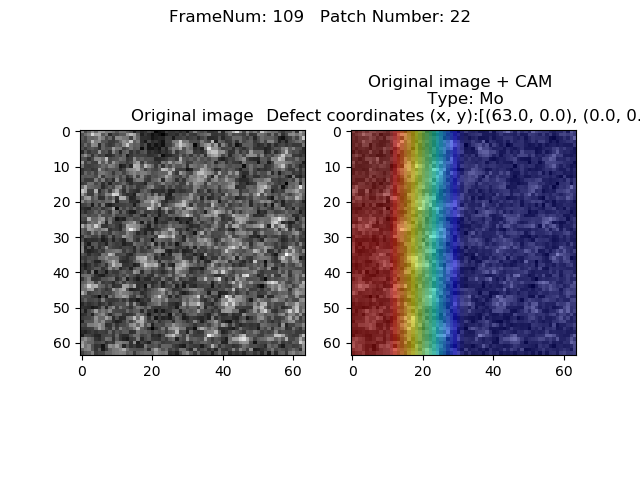 FrameNum: 109   Patch Number: 22
Original image + CAM
Type: Mo
Original image
Defect coordinates (x, y):[(63.0, 0.0), (0.0, 0.
0
10
20
30
40
50
60
0 20 40 60
0
10
20
30
40
50
60
0 20 40 60